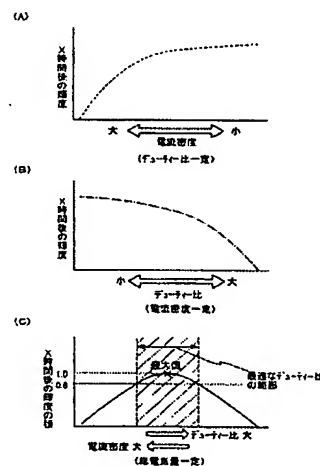 (A)
X時間後の輝度
大 小
電流密度
(デューティー比一定)
(B)
X時間後の輝度
小 大
デューティー比
(電流密度一定)
(C)
X時間後の輝度の積
最大値
1.0
0.8
最適なデューティー比
の範囲
デューティー比 大
電流密度 大
(総電荷量一定)